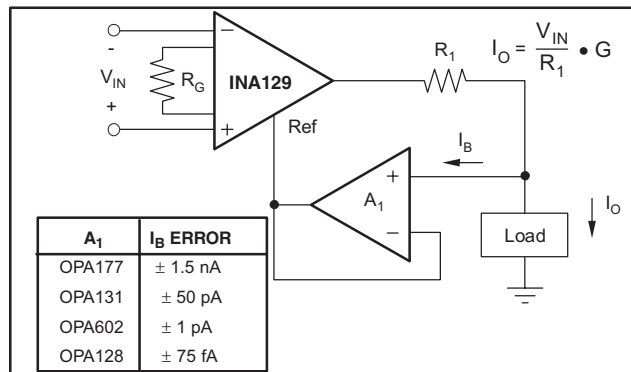 -
V_IN
+
R_G
−
INA129
+
Ref
R_1
I_O = V_IN / R_1 • G
I_B
A_1
+
−
I_O
Load
A_1 I_B ERROR
OPA177 ± 1.5 nA
OPA131 ± 50 pA
OPA602 ± 1 pA
OPA128 ± 75 fA